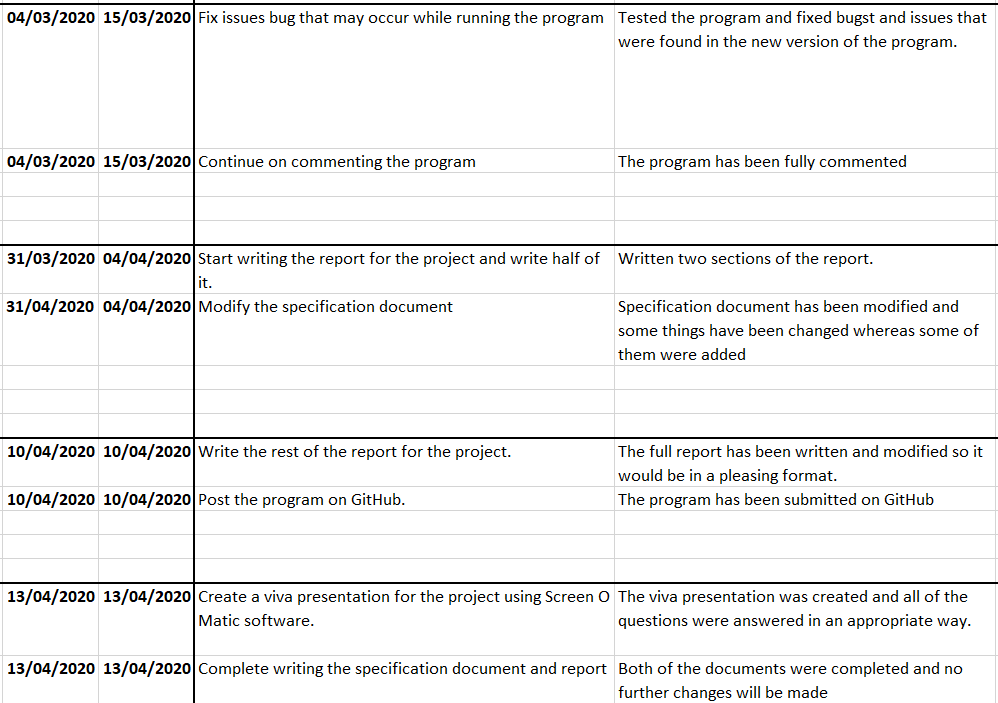 04/03/2020 15/03/2020 Fix issues bug that may occur while running the program Tested the program and fixed bugst and issues that
were found in the new version of the program.
04/03/2020 15/03/2020 Continue on commenting the program The program has been fully commented
31/03/2020 04/04/2020 Start writing the report for the project and write half of Written two sections of the report.
it.
31/04/2020 04/04/2020 Modify the specification document Specification document has been modified and
some things have been changed whereas some of
them were added
10/04/2020 10/04/2020 Write the rest of the report for the project. The full report has been written and modified so it
would be in a pleasing format.
10/04/2020 10/04/2020 Post the program on GitHub. The program has been submitted on GitHub
13/04/2020 13/04/2020 Create a viva presentation for the project using Screen O The viva presentation was created and all of the
Matic software. questions were answered in an appropriate way.
13/04/2020 13/04/2020 Complete writing the specification document and report Both of the documents were completed and no
further changes will be made